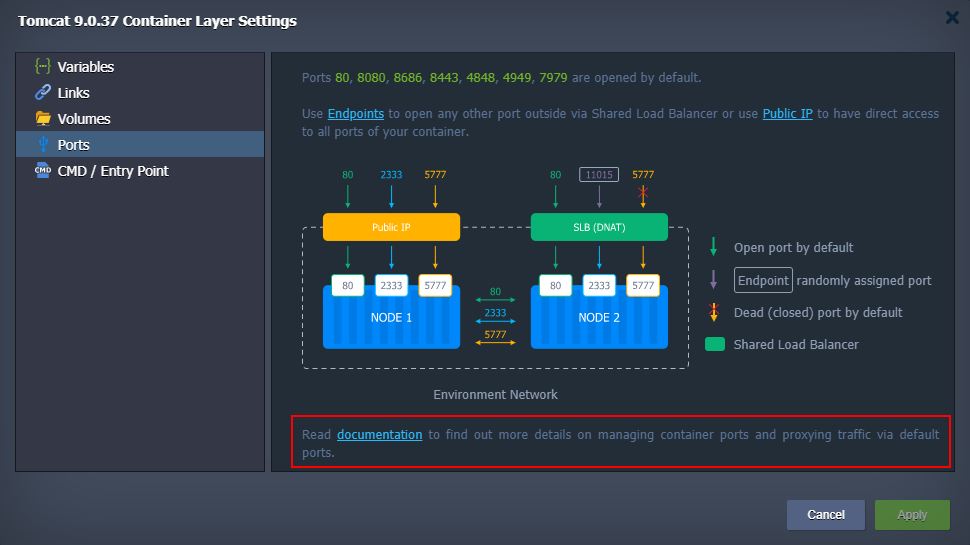 Tomcat 9.0.37 Container Layer Settings
Variables
Links
Volumes
Ports
CMD
CMD / Entry Point
Ports 80, 8080, 8686, 8443, 4848, 4949, 7979 are opened by default.
Use Endpoints to open any other port outside via Shared Load Balancer or use Public IP to have direct access
to all ports of your container.
80 2333 5777 80 11015 5777
Public IP SLB (DNAT)
80 2333 5777 80 2333 5777
NODE 1 NODE 2
80
2333
5777
Environment Network
Open port by default
Endpoint randomly assigned port
Dead (closed) port by default
Shared Load Balancer
Read documentation to find out more details on managing container ports and proxying traffic via default
ports.
Cancel Apply